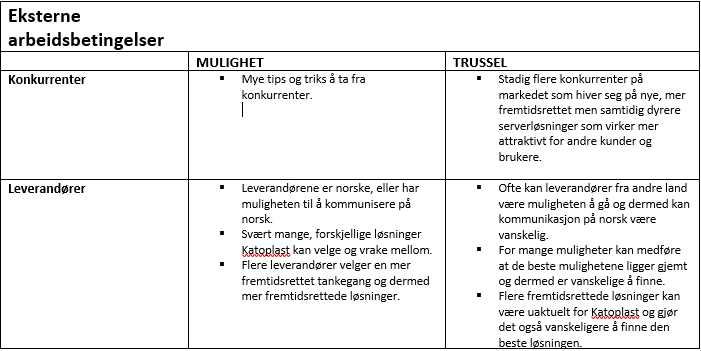 Eksterne
arbeidsbetingelser
MULIGHET
TRUSSEL
Konkurrenter
▪ Mye tips og triks å ta fra
konkurrenter.
▪ Stadig flere konkurrenter på
markedet som hiver seg på nye, mer
fremtidsrettet men samtidig dyrere
serverløsninger som virker mer
attraktivt for andre kunder og
brukere.
Leverandører
▪ Leverandørene er norske, eller har
muligheten til å kommunisere på
norsk.
▪ Svært mange, forskjellige løsninger
Katoplast kan velge og vrake mellom.
▪ Flere leverandører velger en mer
fremtidsrettet tankegang og dermed
mer fremtidsrettede løsninger.
▪ Ofte kan leverandører fra andre land
være muligheten å gå og dermed kan
kommunikasjon på norsk være
vanskelig.
▪ For mange muligheter kan medføre
at de beste mulighetene ligger gjemt
og dermed er vanskelige å finne.
▪ Flere fremtidsrettede løsninger kan
være uaktuelt for Katoplast og gjør
det også vanskeligere å finne den
beste løsningen.